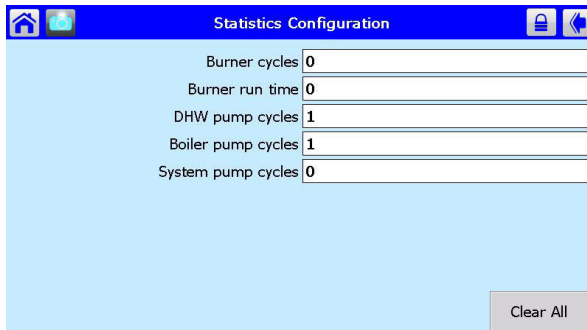 Statistics Configuration
Burner cycles 0
Burner run time 0
DHW pump cycles 1
Boiler pump cycles 1
System pump cycles 0
Clear All